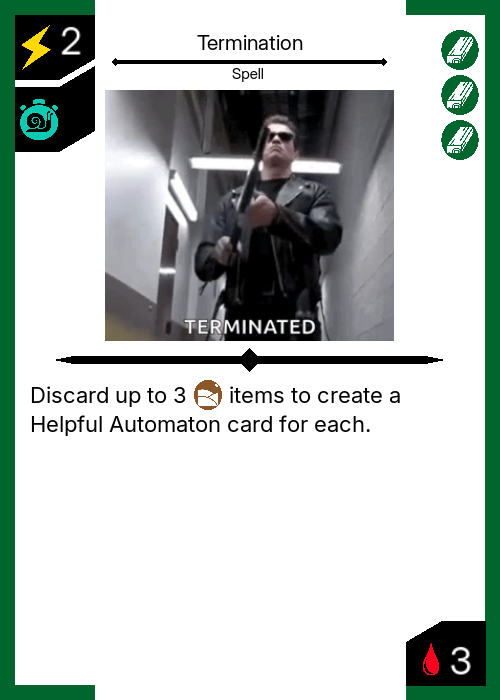 2
Termination
Spell
TERMINATED
Discard up to 3 items to create a
Helpful Automaton card for each.
3